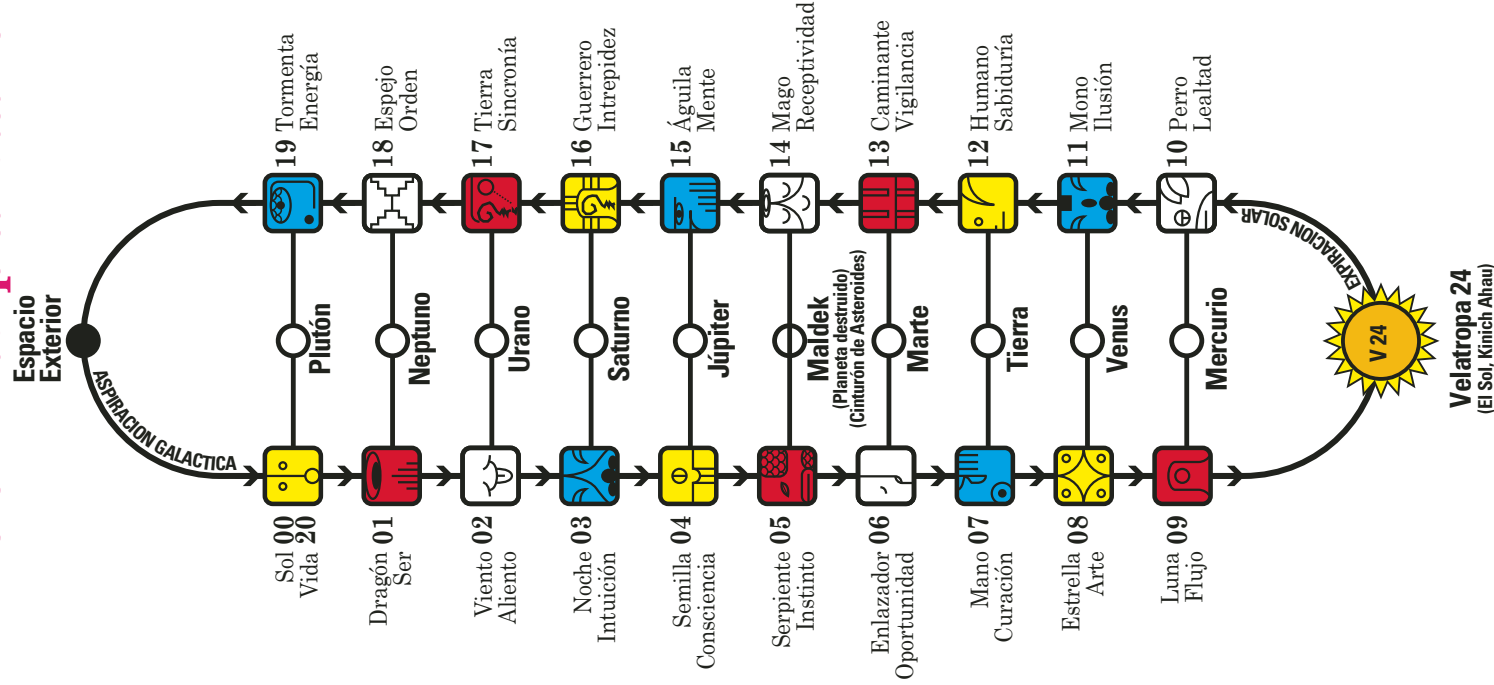 Espacio
Exterior
ASPIRACION GALACTICA
Sol 00
Vida 20
Plutón
19 Tormenta
Energía
Dragón 01
Ser
Neptuno
18 Espejo
Orden
Viento 02
Aliento
Urano
17 Tierra
Sincronía
Noche 03
Intuición
Saturno
16 Guerrero
Intrepidez
Semilla 04
Consciencia
Júpiter
15 Águila
Mente
Serpiente 05
Instinto
Maldek
(Planeta destruido)
(Cinturón de Asteroides)
14 Mago
Receptividad
Enlazador 06
Oportunidad
Marte
13 Caminante
Vigilancia
Mano 07
Curación
Tierra
12 Humano
Sabiduría
Estrella 08
Arte
Venus
11 Mono
Ilusión
Luna 09
Flujo
Mercurio
10 Perro
Lealtad
EXPIRACION SOLAR
V 24
Velatropa 24
(El Sol, Kinich Ahau)